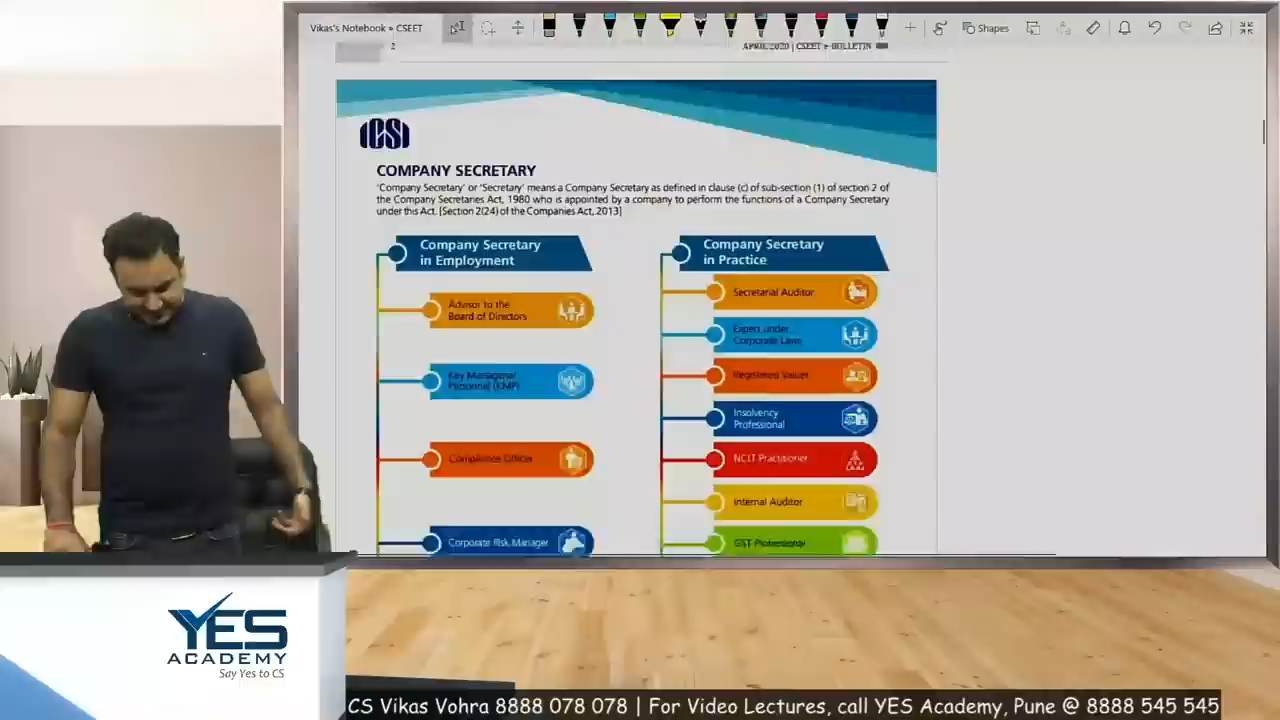 Vikas's Notebook » CSEET
Shapes
2
APRIL 2020 | CSEET e-BULLETIN
ICSI
COMPANY SECRETARY
'Company Secretary' or 'Secretary' means a Company Secretary as defined in clause (c) of sub-section (1) of section 2 of
the Company Secretaries Act, 1980 who is appointed by a company to perform the functions of a Company Secretary
under this Act. [Section 2(24) of the Companies Act, 2013]
Company Secretary
in Employment
Advisor to the
Board of Directors
Key Managerial
Personnel (KMP)
Compliance Officer
Corporate Risk Manager
Company Secretary
in Practice
Secretarial Auditor
Expert under
Corporate Laws
Registered Valuer
Insolvency
Professional
NCLT Practitioner
Internal Auditor
GST Professional
YES
ACADEMY
Say Yes to CS
CS Vikas Vohra 8888 078 078 | For Video Lectures, call YES Academy, Pune @ 8888 545 545